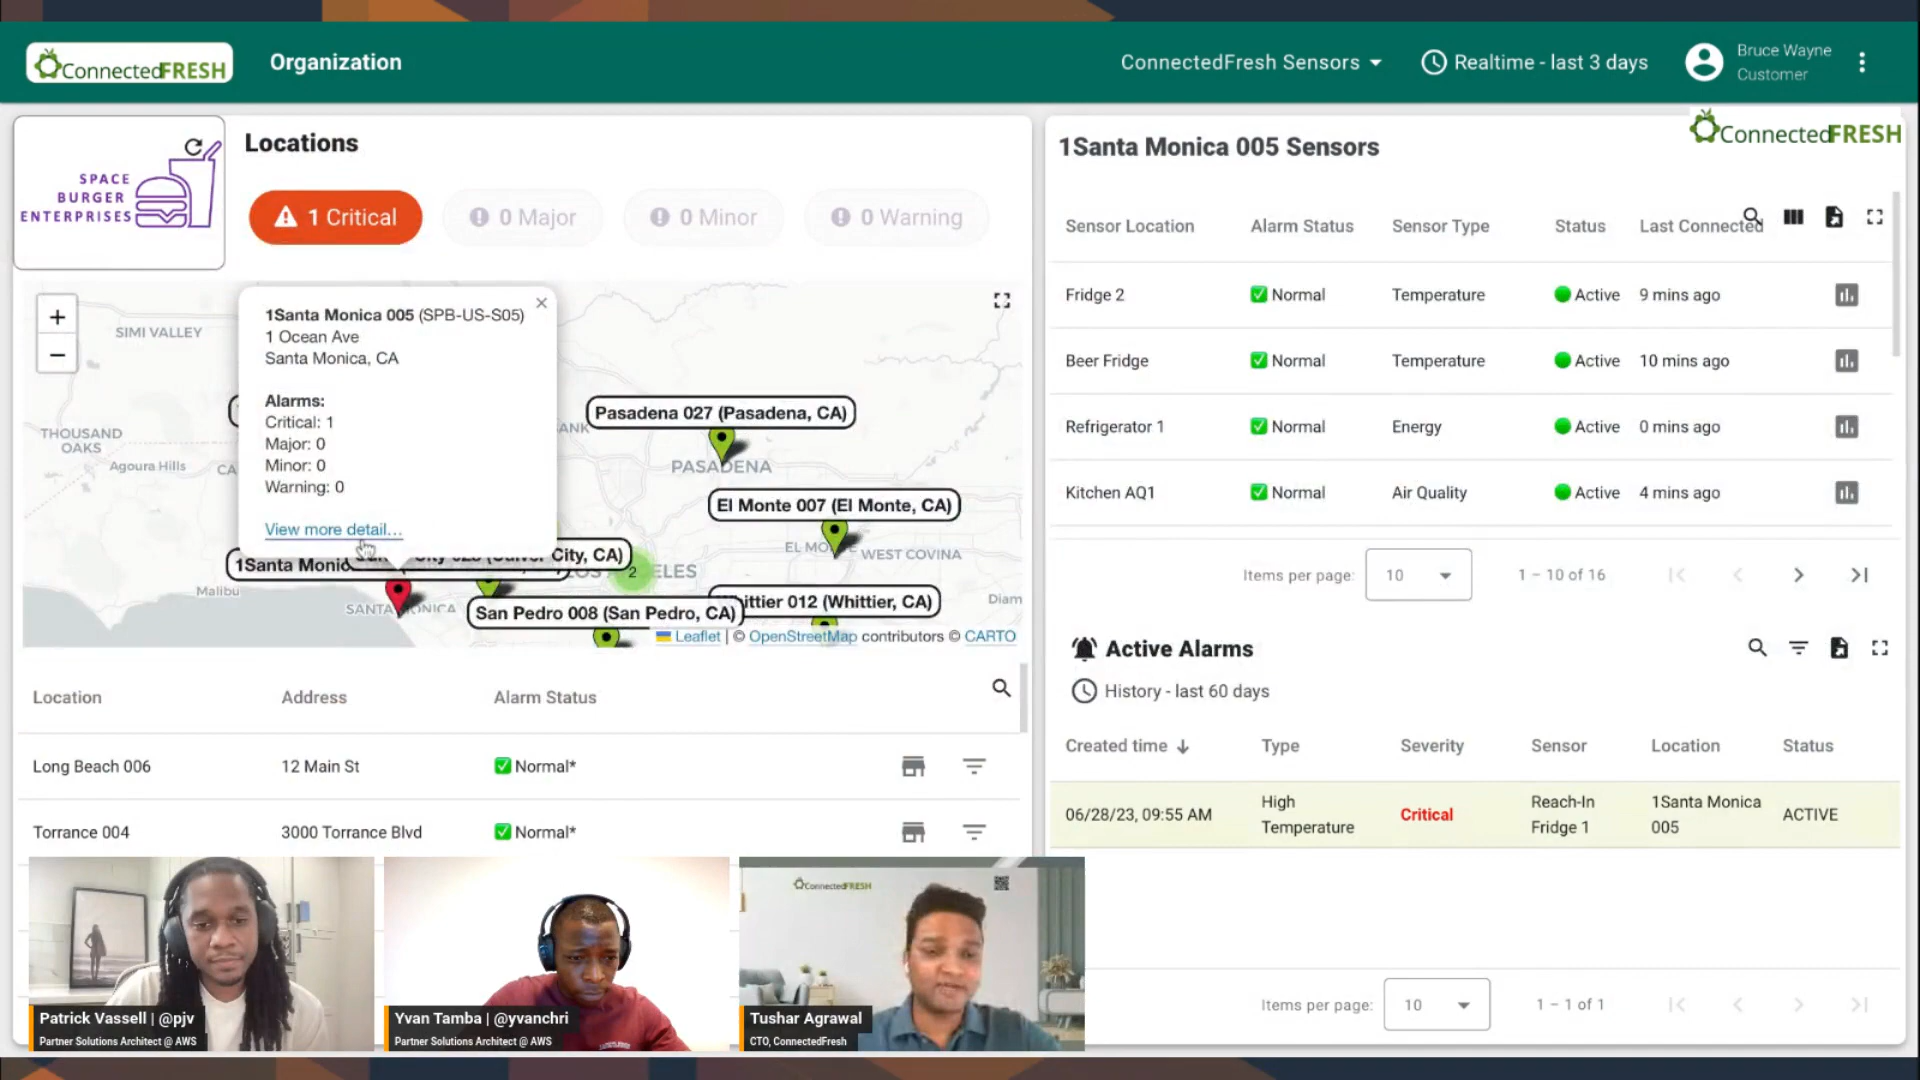 ConnectedFRESH
Organization
ConnectedFresh Sensors
Realtime - last 3 days
Bruce Wayne
Customer
SPACE
BURGER
ENTERPRISES
Locations
1 Critical
0 Major
0 Minor
0 Warning
+
−
1Santa Monica 005 (SPB-US-S05)
1 Ocean Ave
Santa Monica, CA
Alarms:
Critical: 1
Major: 0
Minor: 0
Warning: 0
View more detail...
SIMI VALLEY
THOUSAND
OAKS
Agoura Hills
CA
ANK
Pasadena 027 (Pasadena, CA)
PASADENA
El Monte 007 (El Monte, CA)
WEST COVINA
City, CA)
2
ELES
Malibu
San Pedro 008 (San Pedro, CA)
012 (Whittier, CA)
Diam
Leaflet | © OpenStreetMap contributors © CARTO
Location Address Alarm Status
Long Beach 006 12 Main St Normal*
Torrance 004 3000 Torrance Blvd Normal*
1Santa Monica 005 Sensors
ConnectedFRESH
Sensor Location Alarm Status Sensor Type Status Last Connected
Fridge 2 Normal Temperature Active 9 mins ago
Beer Fridge Normal Temperature Active 10 mins ago
Refrigerator 1 Normal Energy Active 0 mins ago
Kitchen AQ1 Normal Air Quality Active 4 mins ago
Items per page: 10 1 – 10 of 16
Active Alarms
History - last 60 days
Created time Type Severity Sensor Location Status
06/28/23, 09:55 AM High Temperature Critical Reach-In Fridge 1 1Santa Monica 005 ACTIVE
Items per page: 10 1 – 1 of 1
ConnectedFRESH
Patrick Vassell | @pjv
Partner Solutions Architect @ AWS
Yvan Tamba | @yvanchri
Partner Solutions Architect @ AWS
Tushar Agrawal
CTO, ConnectedFresh